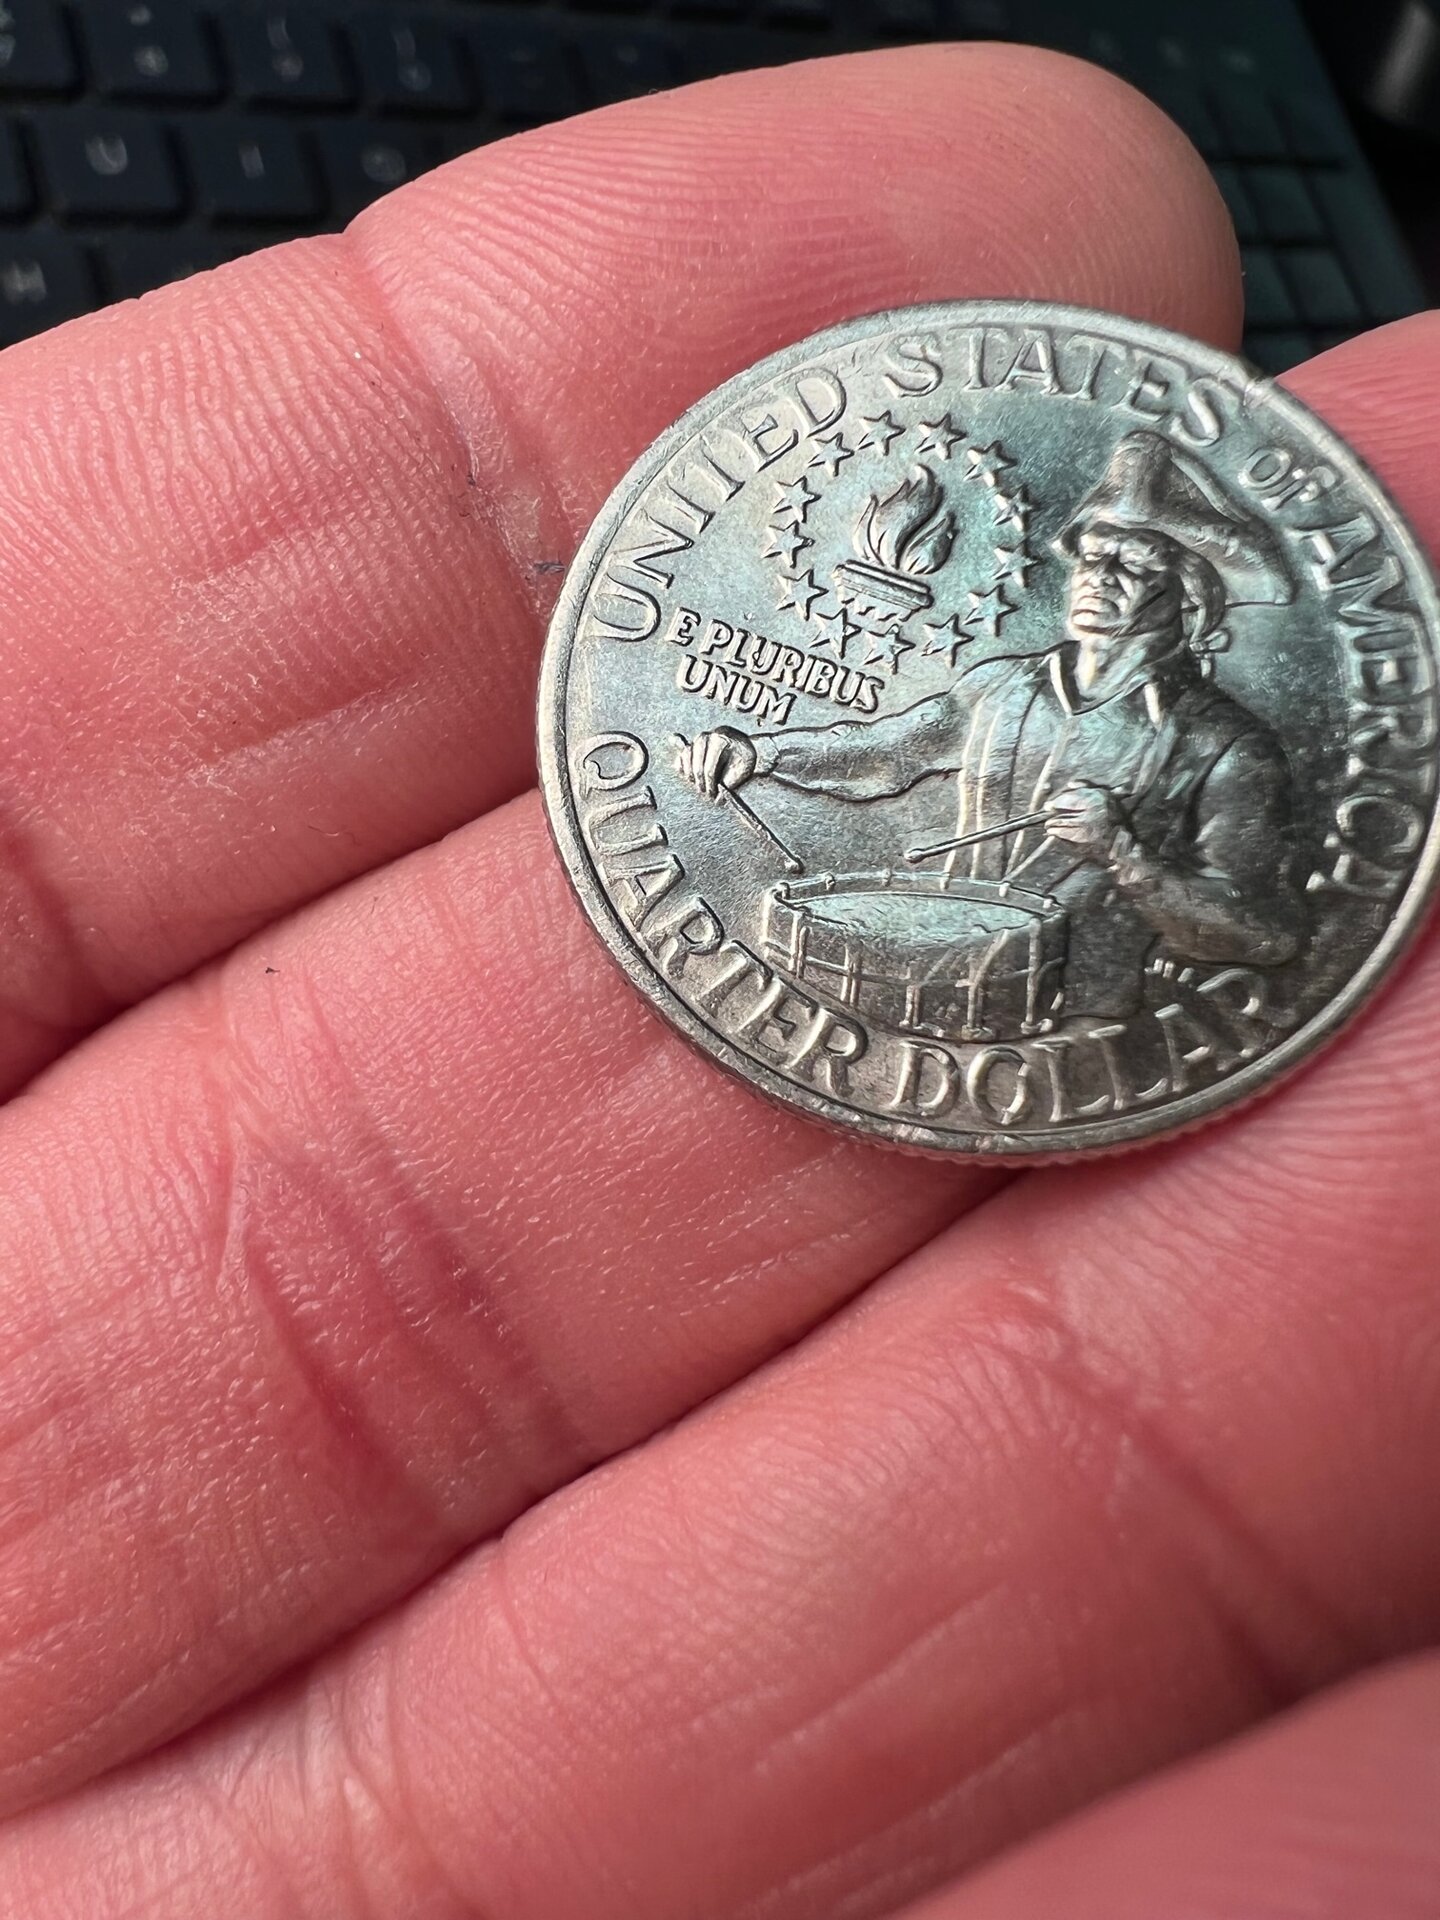 UNITED STATES of AMERICA
E PLURIBUS
UNUM
QUARTER DOLLAR